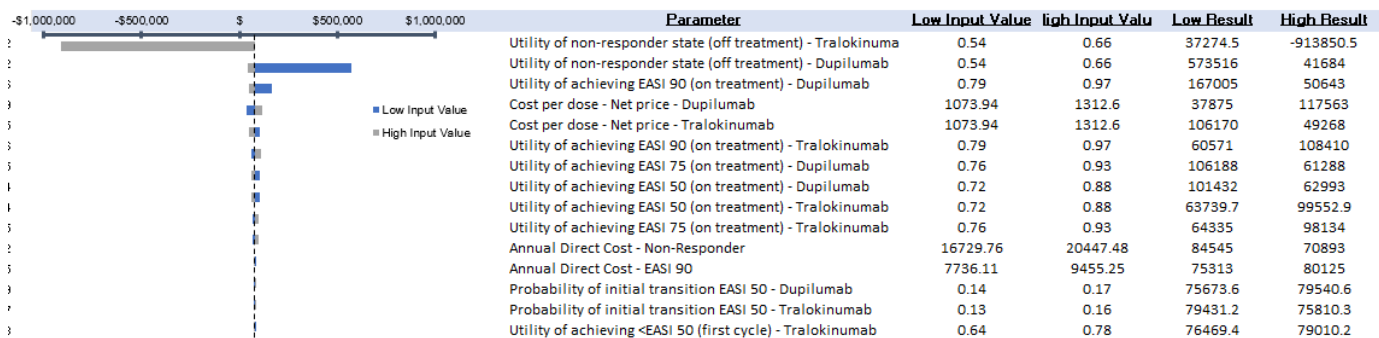 -$1,000,000 -$500,000 $ $500,000 $1,000,000 Parameter Low Input Value ligh Input Valu Low Result High Result
Utility of non-responder state (off treatment) - Tralokinuma 0.54 0.66 37274.5 -913850.5
Utility of non-responder state (off treatment) - Dupilumab 0.54 0.66 573516 41684
Utility of achieving EASI 90 (on treatment) - Dupilumab 0.79 0.97 167005 50643
Low Input Value
Cost per dose - Net price - Dupilumab 1073.94 1312.6 37875 117563
High Input Value
Cost per dose - Net price - Tralokinumab 1073.94 1312.6 106170 49268
Utility of achieving EASI 90 (on treatment) - Tralokinumab 0.79 0.97 60571 108410
Utility of achieving EASI 75 (on treatment) - Dupilumab 0.76 0.93 106188 61288
Utility of achieving EASI 50 (on treatment) - Dupilumab 0.72 0.88 101432 62993
Utility of achieving EASI 50 (on treatment) - Tralokinumab 0.72 0.88 63739.7 99552.9
Utility of achieving EASI 75 (on treatment) - Tralokinumab 0.76 0.93 64335 98134
Annual Direct Cost - Non-Responder 16729.76 20447.48 84545 70893
Annual Direct Cost - EASI 90 7736.11 9455.25 75313 80125
Probability of initial transition EASI 50 - Dupilumab 0.14 0.17 75673.6 79540.6
Probability of initial transition EASI 50 - Tralokinumab 0.13 0.16 79431.2 75810.3
Utility of achieving <EASI 50 (first cycle) - Tralokinumab 0.64 0.78 76469.4 79010.2